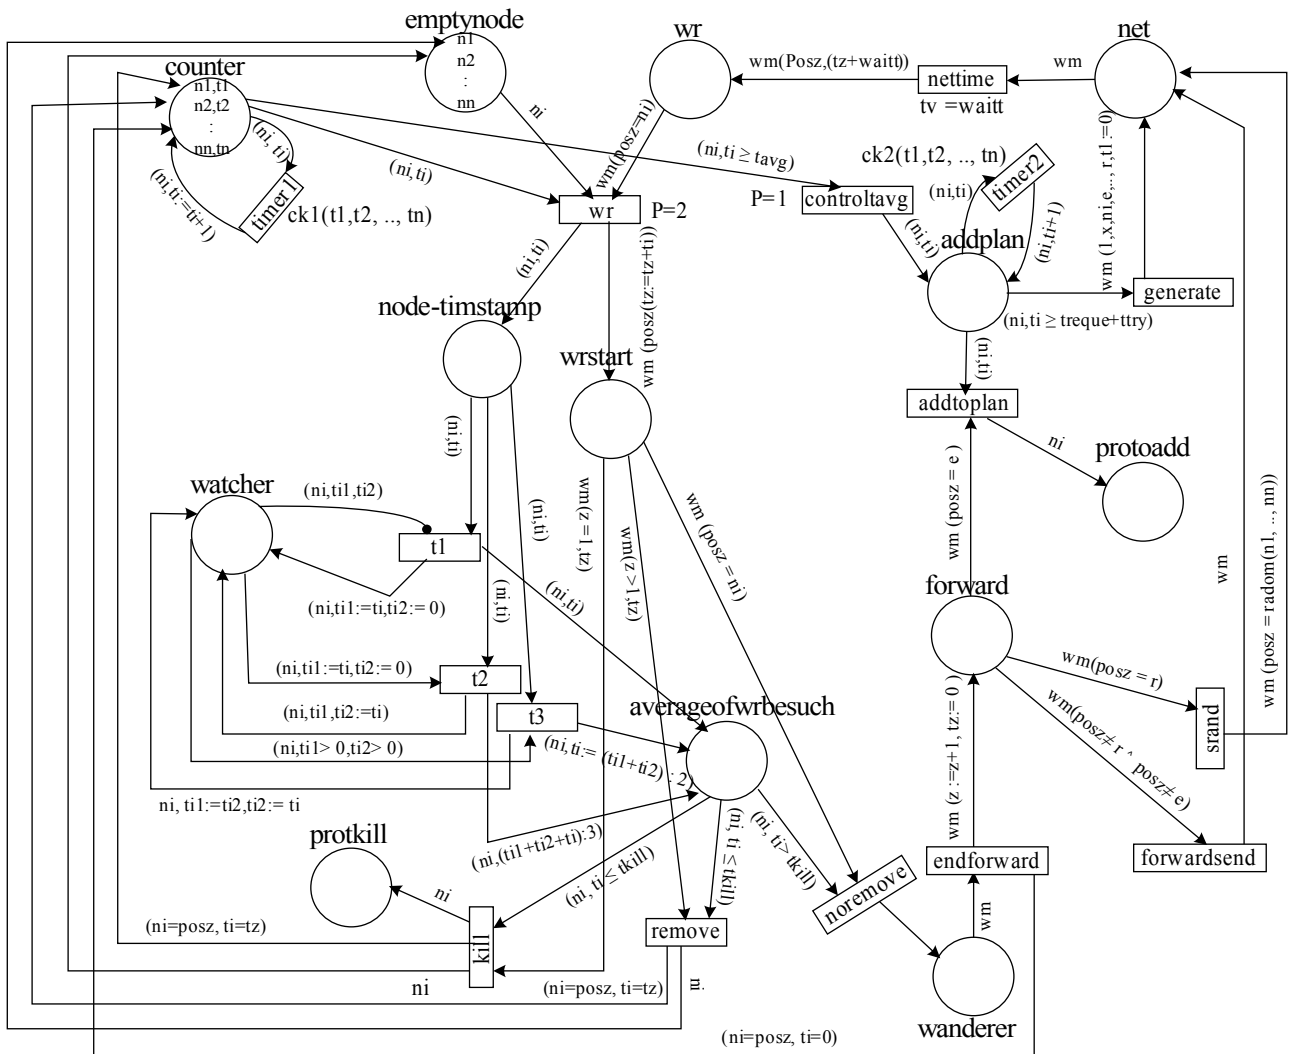 emptynode
n1
n2
:
nn
wr
net
counter
n1,t1
n2,t2
:
nn,tn
wm(Posz,(tz+waitt))
nettime
tv =waitt
wm
ni
wm(posz=ni)
(ni,ti ≥ tavg)
(ni, ti)
(ni,ti)
(ni,ti:=ti+1)
timer 1
ck1(t1,t2, .., tn)
wr
P=2
P=1
controltavg
ck2(t1,t2, .., tn)
timer2
(ni,ti)
(ni,ti+1)
(ni,ti)
addplan
wm (1,x,ni,e,.., r,t1 :=0)
generate
(ni,ti ≥ treque+ttry)
(ni,ti)
wm (posz(tz:=tz+ti))
node-timstamp
wrstart
(ni,ti)
addtoplan
ni
protoadd
(ni,ti)
(ni,ti)
(ni,ti)
watcher
(ni,ti1,ti2)
t1
(ni,ti1:=ti,ti2:= 0)
(ni,ti)
wm(z =1,tz)
wm(z >1,tz)
wm (posz = ni)
wm (posz = e)
wm
wm (posz = radom(n1, .., nn))
forward
wm(posz = r)
wm(posz≠ r ^ posz≠ e)
srand
(ni,ti1:=ti,ti2:= 0)
t2
(ni,ti1,ti2:=ti)
t3
(ni,ti1> 0,ti2> 0)
(ni,ti:= (ti1+ti2) : 2)
ni, ti1:=ti2,ti2:= ti
averageofwrbesuch
wm (z :=z+1, tz:= 0 )
(ni,(ti1+ti2+ti):3)
(ni, ti ≤ tkill)
(ni, ti ≤ tkill)
(ni, ti> tkill)
protkill
ni
endforward
forwardsend
noremove
wm
kill
remove
(ni=posz, ti=tz)
ni
(ni=posz, ti=tz)
ni
wanderer
(ni=posz, ti=0)